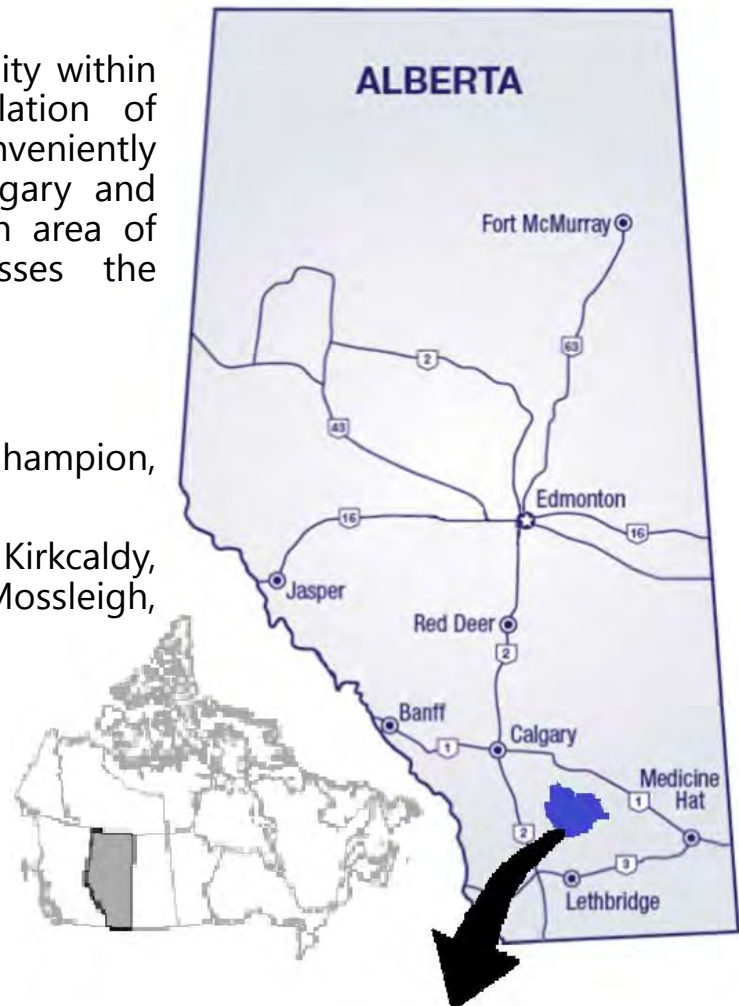 ity within
lation of
nveniently
gary and
n area of
sses the
hampion,
Kirkcaldy,
Mossleigh,
ALBERTA
Fort McMurray
63
2
43
Edmonton
16
16
Jasper
Red Deer
2
Banff
1
Calgary
Medicine
Hat
1
2
3
Lethbridge